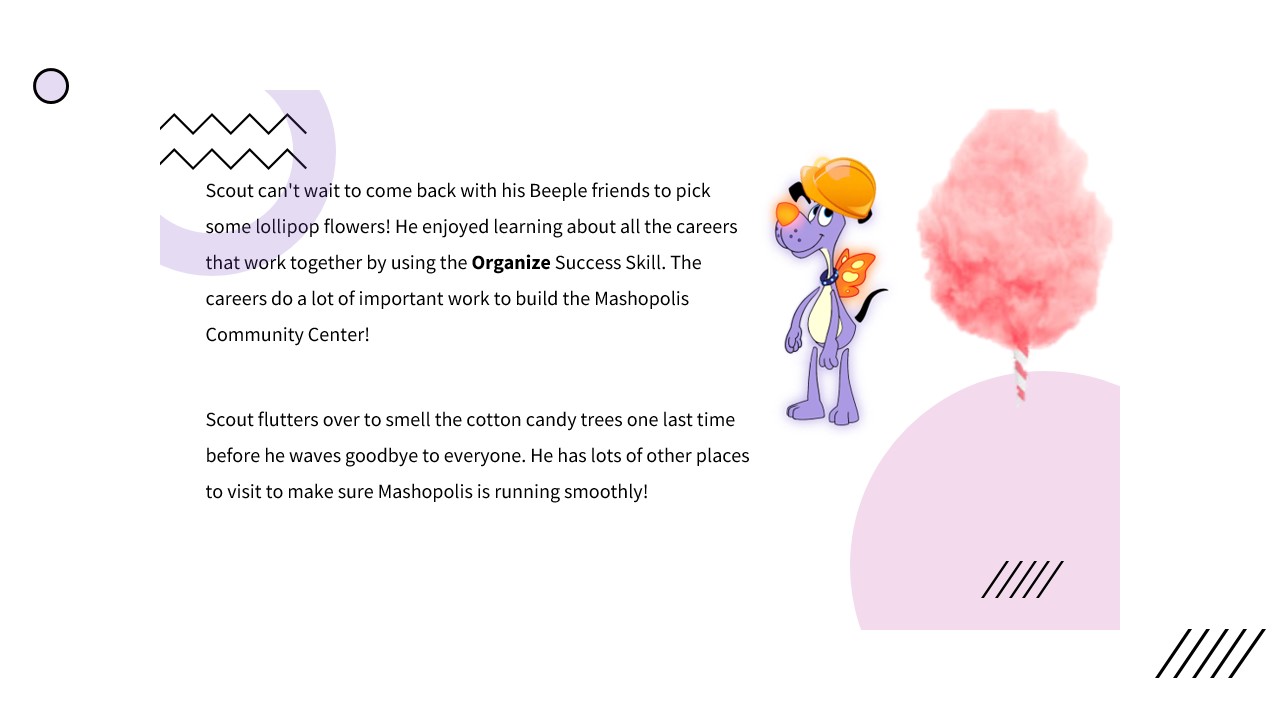 Scout can't wait to come back with his Beeple friends to pick
some lollipop flowers! He enjoyed learning about all the careers
that work together by using the Organize Success Skill. The
careers do a lot of important work to build the Mashopolis
Community Center!
Scout flutters over to smell the cotton candy trees one last time
before he waves goodbye to everyone. He has lots of other places
to visit to make sure Mashopolis is running smoothly!